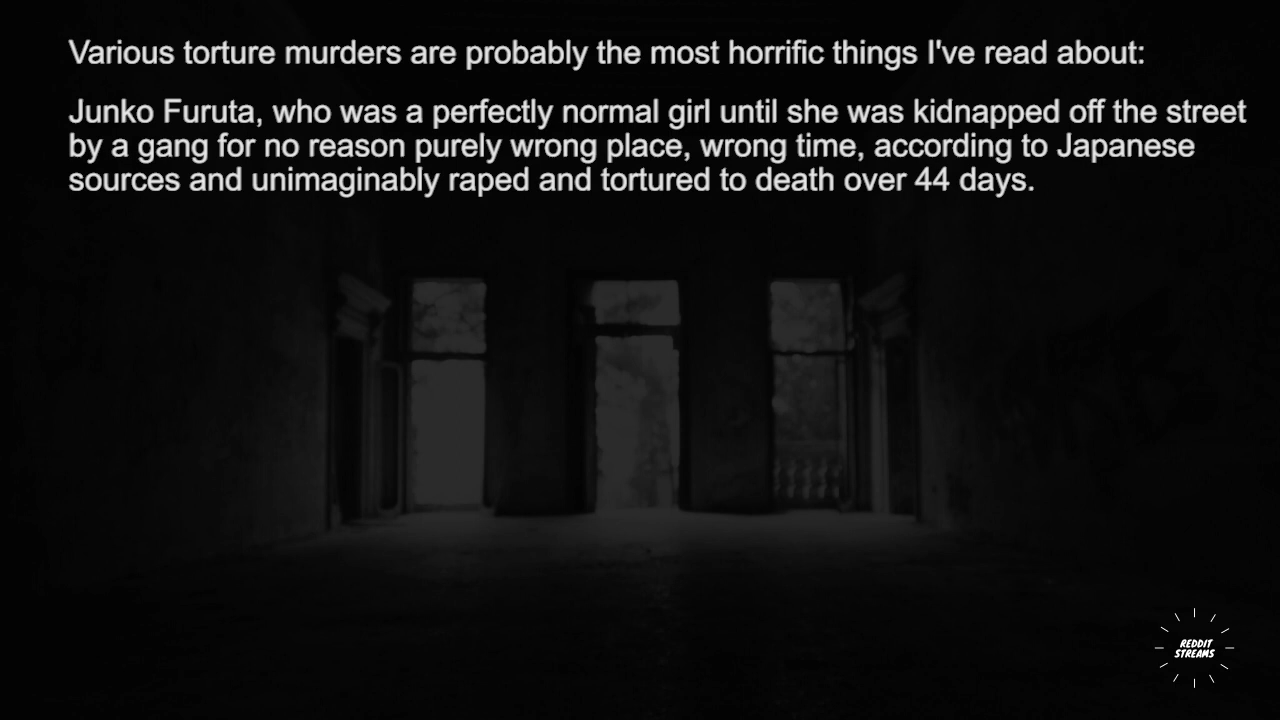 Various torture murders are probably the most horrific things I've read about:
Junko Furuta, who was a perfectly normal girl until she was kidnapped off the street
by a gang for no reason purely wrong place, wrong time, according to Japanese
sources and unimaginably raped and tortured to death over 44 days.
REDDIT
STREAMS